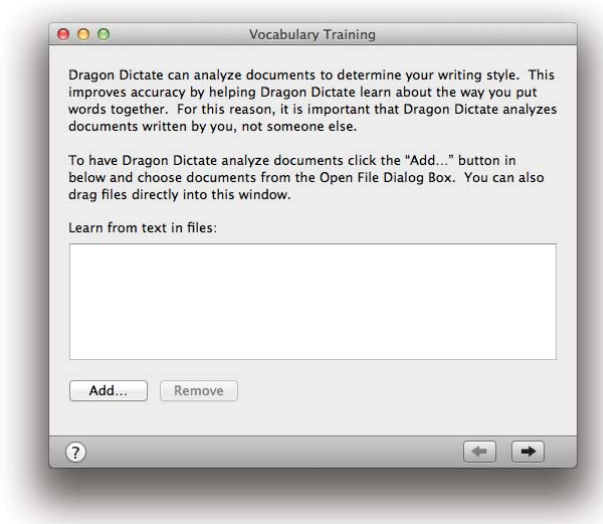 Vocabulary Training
Dragon Dictate can analyze documents to determine your writing style.  This
improves accuracy by helping Dragon Dictate learn about the way you put
words together.  For this reason, it is important that Dragon Dictate analyzes
documents written by you, not someone else.
To have Dragon Dictate analyze documents click the “Add...” button in
below and choose documents from the Open File Dialog Box.  You can also
drag files directly into this window.
Learn from text in files:
Add...   Remove
?